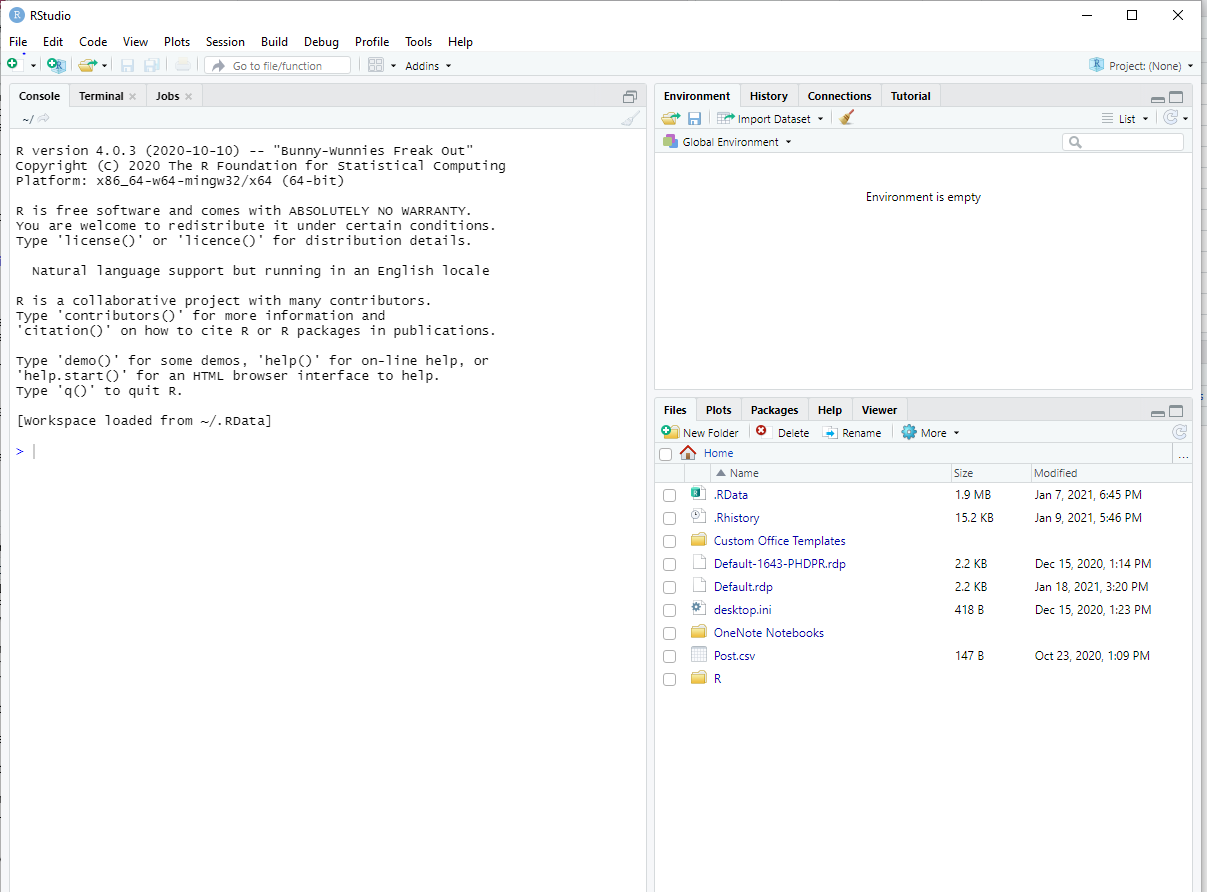 RStudio
File Edit Code View Plots Session Build Debug Profile Tools Help
Go to file/function Addins Project: (None)
Console Terminal Jobs
~/
R version 4.0.3 (2020-10-10) -- "Bunny-Wunnies Freak Out"
Copyright (C) 2020 The R Foundation for Statistical Computing
Platform: x86_64-w64-mingw32/x64 (64-bit)
R is free software and comes with ABSOLUTELY NO WARRANTY.
You are welcome to redistribute it under certain conditions.
Type 'license()' or 'licence()' for distribution details.
Natural language support but running in an English locale
R is a collaborative project with many contributors.
Type 'contributors()' for more information and
'citation()' on how to cite R or R packages in publications.
Type 'demo()' for some demos, 'help()' for on-line help, or
'help.start()' for an HTML browser interface to help.
Type 'q()' to quit R.
[Workspace loaded from ~/.RData]
>
Environment History Connections Tutorial
Import Dataset List
Global Environment
Environment is empty
Files Plots Packages Help Viewer
New Folder Delete Rename More
Home ...
Name Size Modified
.RData 1.9 MB Jan 7, 2021, 6:45 PM
.Rhistory 15.2 KB Jan 9, 2021, 5:46 PM
Custom Office Templates
Default-1643-PHDPR.rdp 2.2 KB Dec 15, 2020, 1:14 PM
Default.rdp 2.2 KB Jan 18, 2021, 3:20 PM
desktop.ini 418 B Dec 15, 2020, 1:23 PM
OneNote Notebooks
Post.csv 147 B Oct 23, 2020, 1:09 PM
R